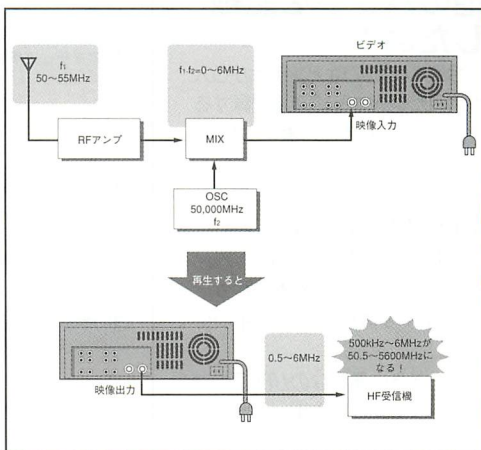 ビデオ
f₁
50〜55MHz
f₁-f₂=0〜6MHz
RFアンプ
MIX
映像入力
OSC
50,000MHz
f₂
再生すると
映像出力
0.5〜6MHz
500kHz〜6MHzが
50.5〜5600MHzに
なる！
HF受信機